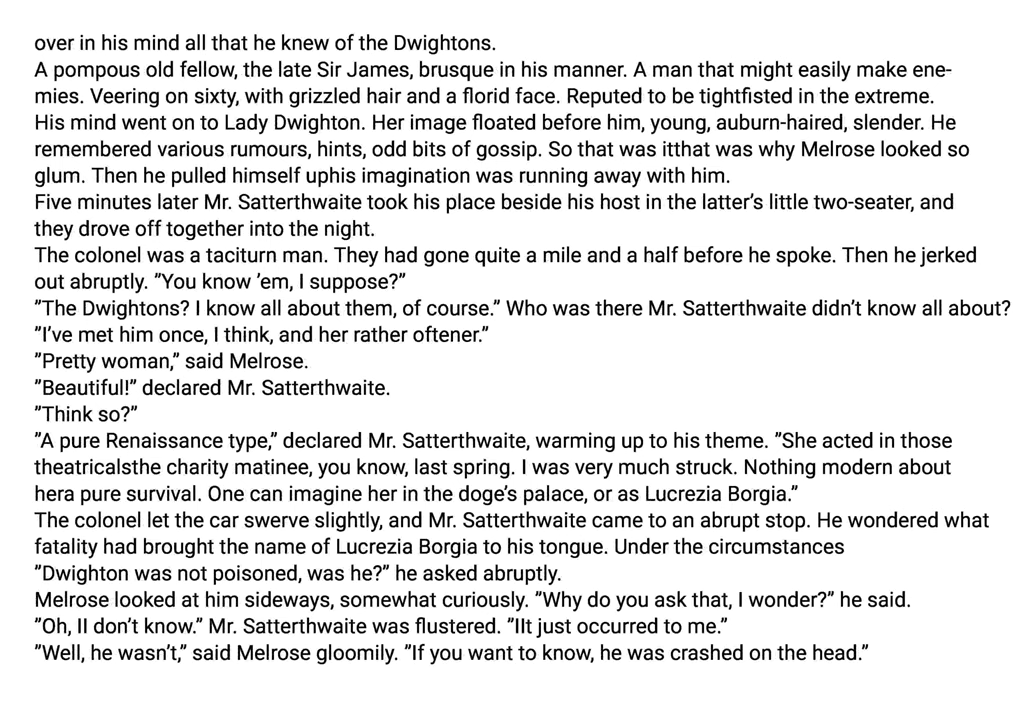 over in his mind all that he knew of the Dwightons.
A pompous old fellow, the late Sir James, brusque in his manner. A man that might easily make ene-
mies. Veering on sixty, with grizzled hair and a florid face. Reputed to be tightfisted in the extreme.
His mind went on to Lady Dwighton. Her image floated before him, young, auburn-haired, slender. He
remembered various rumours, hints, odd bits of gossip. So that was itthat was why Melrose looked so
glum. Then he pulled himself uphis imagination was running away with him.
Five minutes later Mr. Satterthwaite took his place beside his host in the latter’s little two-seater, and
they drove off together into the night.
The colonel was a taciturn man. They had gone quite a mile and a half before he spoke. Then he jerked
out abruptly. ”You know ’em, I suppose?”
”The Dwightons? I know all about them, of course.” Who was there Mr. Satterthwaite didn’t know all about?
”I’ve met him once, I think, and her rather oftener.”
”Pretty woman,” said Melrose.
”Beautiful!” declared Mr. Satterthwaite.
”Think so?”
”A pure Renaissance type,” declared Mr. Satterthwaite, warming up to his theme. ”She acted in those
theatricalsthe charity matinee, you know, last spring. I was very much struck. Nothing modern about
hera pure survival. One can imagine her in the doge’s palace, or as Lucrezia Borgia.”
The colonel let the car swerve slightly, and Mr. Satterthwaite came to an abrupt stop. He wondered what
fatality had brought the name of Lucrezia Borgia to his tongue. Under the circumstances
”Dwighton was not poisoned, was he?” he asked abruptly.
Melrose looked at him sideways, somewhat curiously. ”Why do you ask that, I wonder?” he said.
”Oh, II don’t know.” Mr. Satterthwaite was flustered. ”IIt just occurred to me.”
”Well, he wasn’t,” said Melrose gloomily. ”If you want to know, he was crashed on the head.”